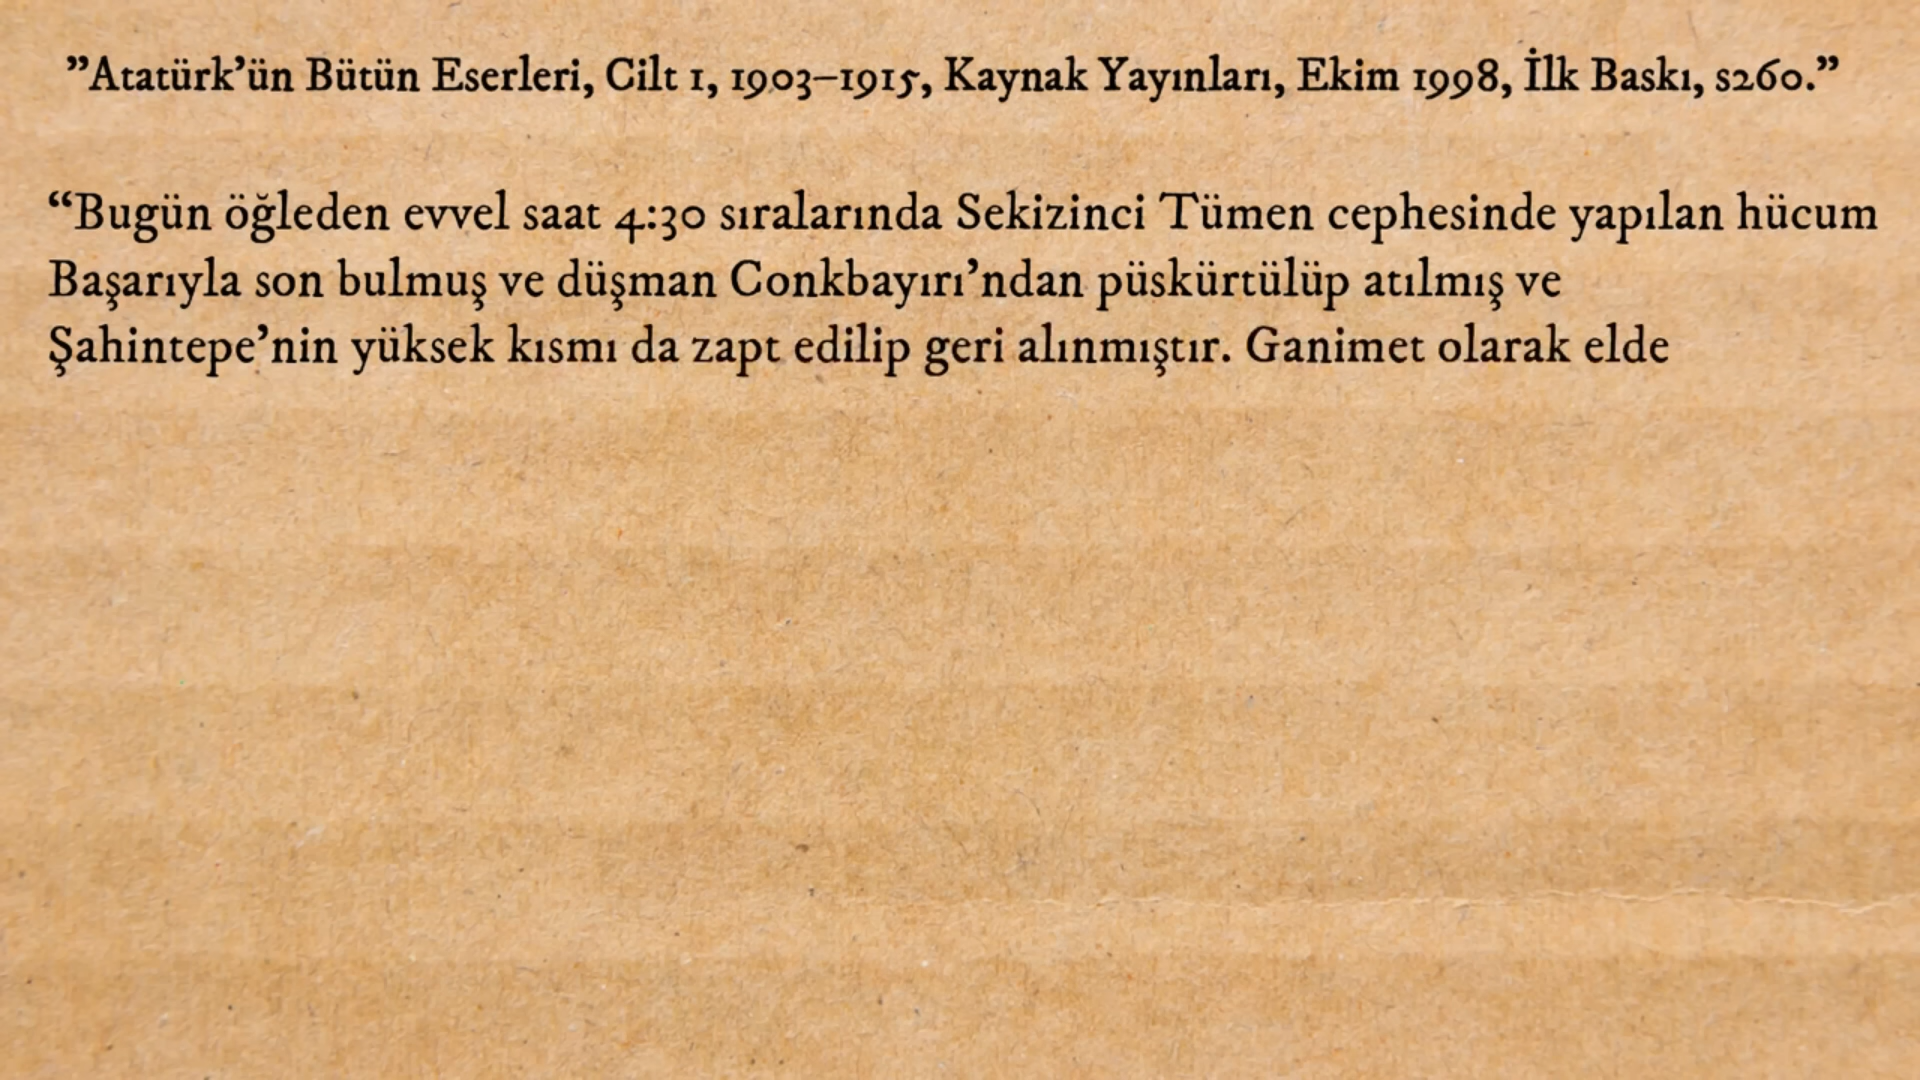 ”Atatürk’ün Bütün Eserleri, Cilt 1, 1903–1915, Kaynak Yayınları, Ekim 1998, İlk Baskı, s260.”
“Bugün öğleden evvel saat 4:30 sıralarında Sekizinci Tümen cephesinde yapılan hücum
Başarıyla son bulmuş ve düşman Conkbayırı’ndan püskürtülüp atılmış ve
Şahintepe’nin yüksek kısmı da zapt edilip geri alınmıştır. Ganimet olarak elde